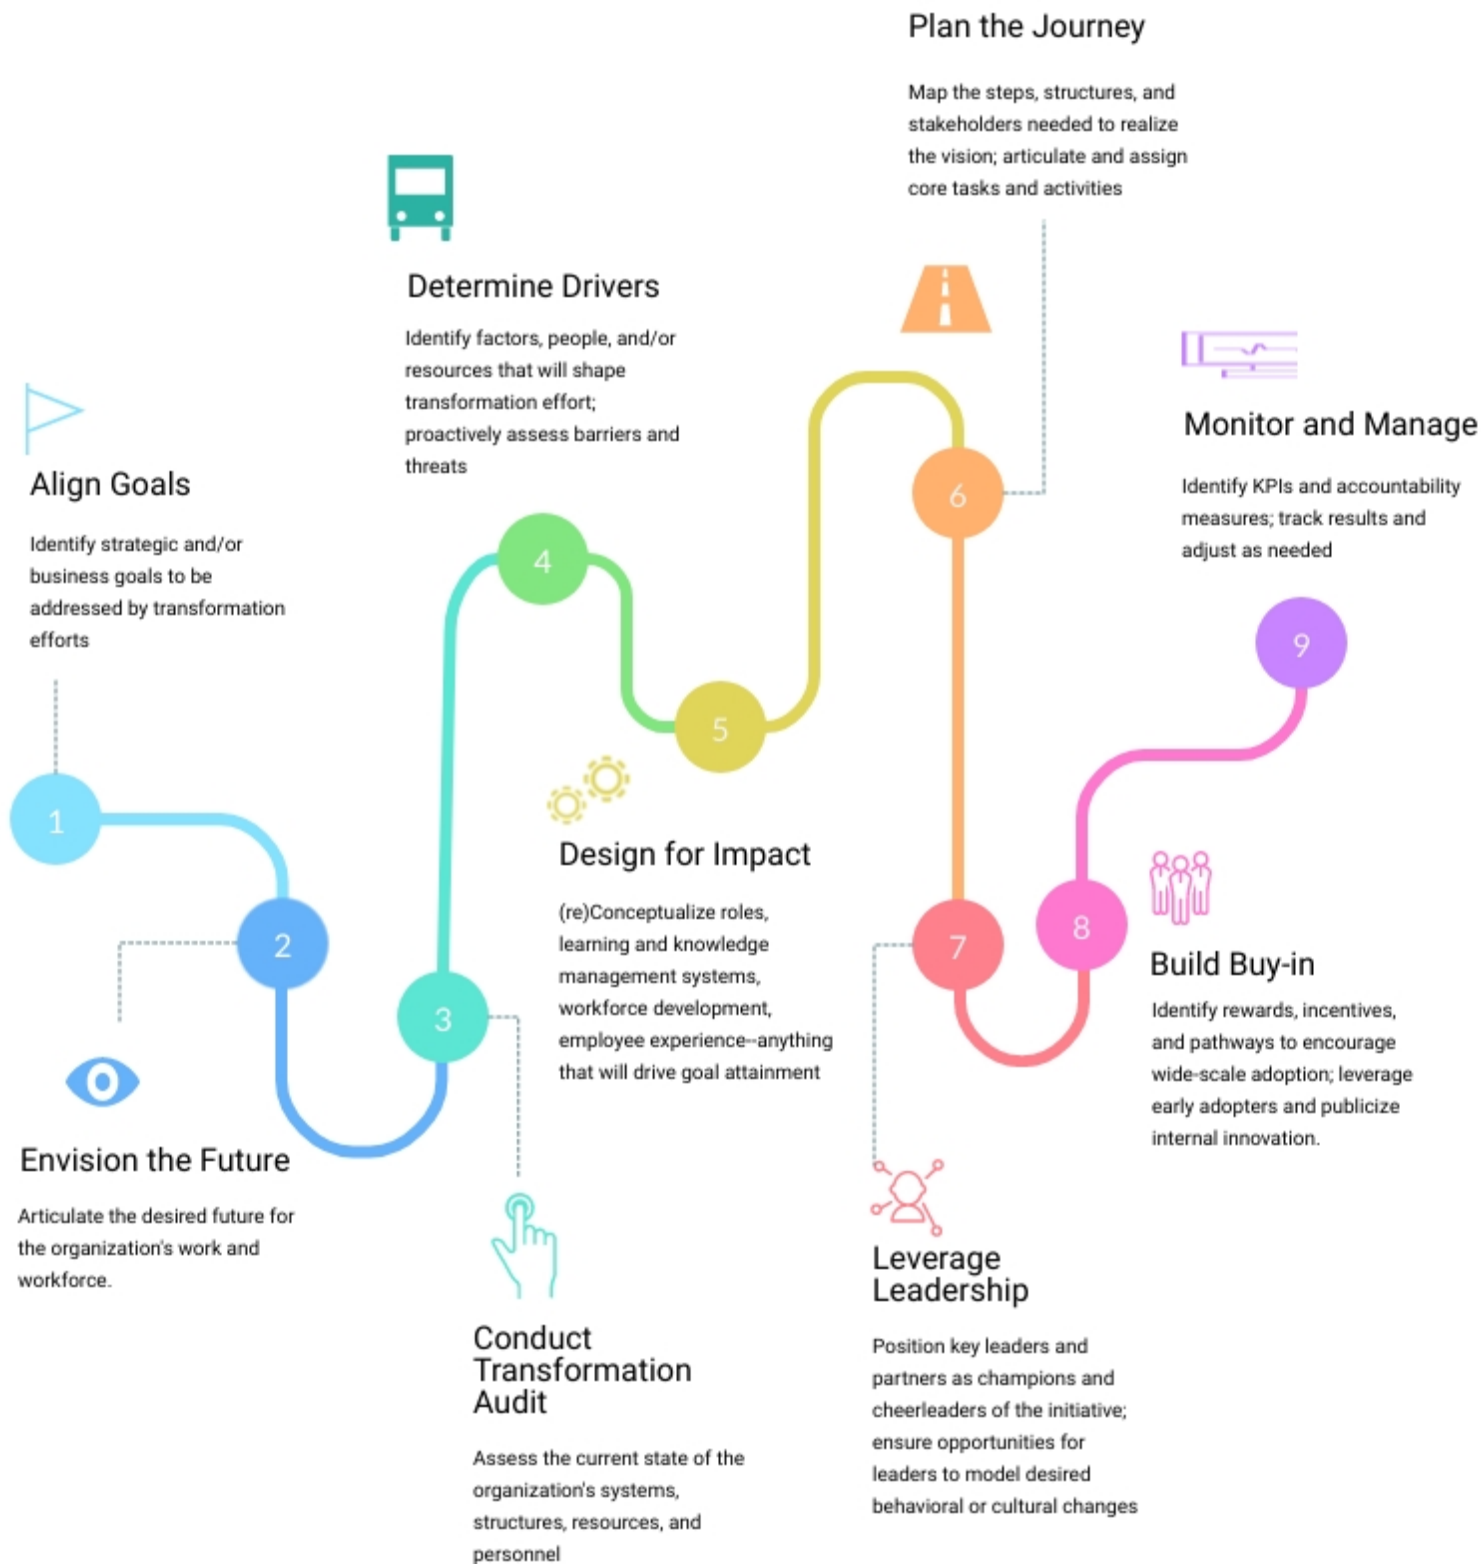 1
Align Goals
Identify strategic and/or
business goals to be
addressed by transformation
efforts
2
Envision the Future
Articulate the desired future for
the organization's work and
workforce.
3
Conduct
Transformation
Audit
Assess the current state of the
organization's systems,
structures, resources, and
personnel
4
Determine Drivers
Identify factors, people, and/or
resources that will shape
transformation effort;
proactively assess barriers and
threats
5
Design for Impact
(re)Conceptualize roles,
learning and knowledge
management systems,
workforce development,
employee experience--anything
that will drive goal attainment
6
Plan the Journey
Map the steps, structures, and
stakeholders needed to realize
the vision; articulate and assign
core tasks and activities
7
Leverage
Leadership
Position key leaders and
partners as champions and
cheerleaders of the initiative;
ensure opportunities for
leaders to model desired
behavioral or cultural changes
8
Build Buy-in
Identify rewards, incentives,
and pathways to encourage
wide-scale adoption; leverage
early adopters and publicize
internal innovation.
9
Monitor and Manage
Identify KPIs and accountability
measures; track results and
adjust as needed